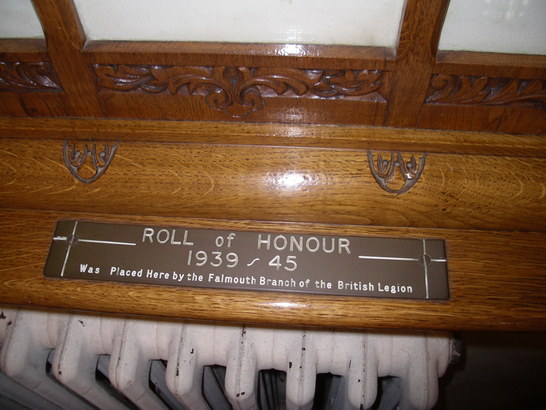 ROLL of HONOUR
1939 ~ 45
Was Placed Here by the Falmouth Branch of the British Legion